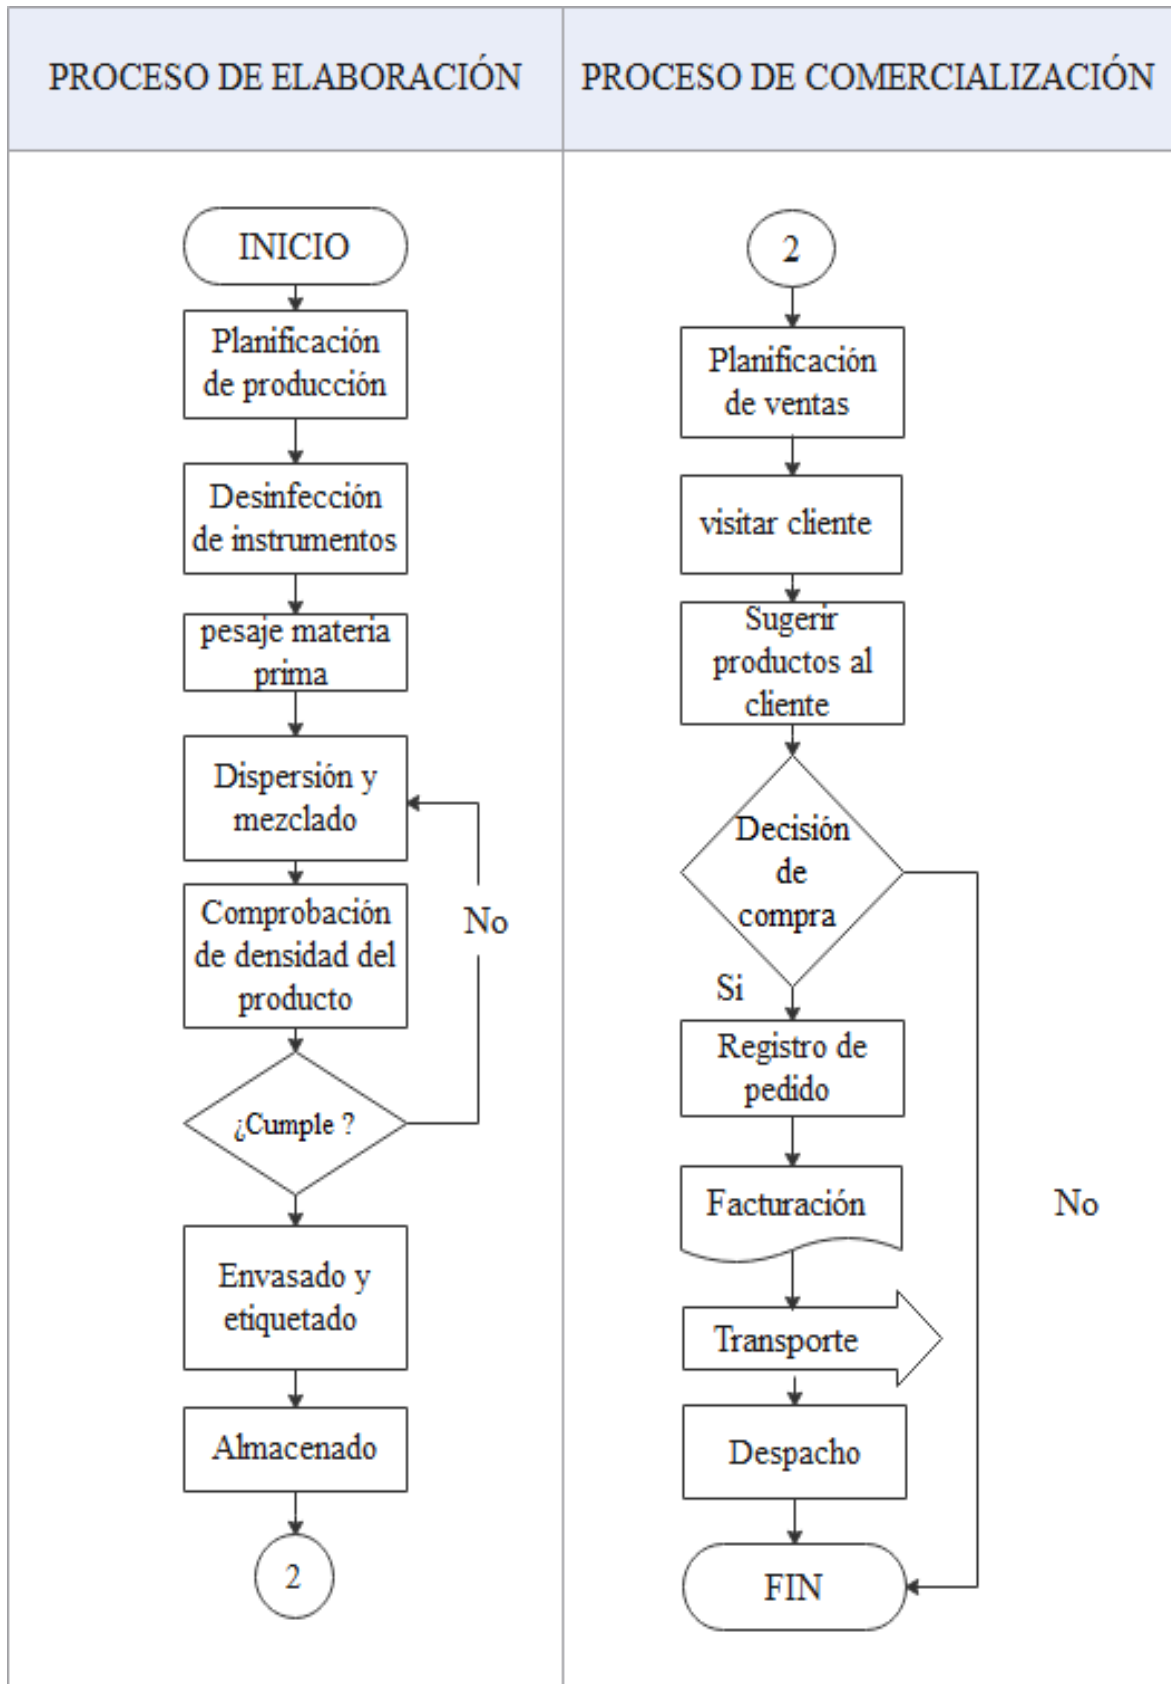 PROCESO DE ELABORACIÓN
INICIO
Planificación
de producción
Desinfección
de instrumentos
pesaje materia
prima
Dispersión y
mezclado
Comprobación
de densidad del
producto
No
¿Cumple ?
Envasado y
etiquetado
Almacenado
2
PROCESO DE COMERCIALIZACIÓN
2
Planificación
de ventas
visitar cliente
Sugerir
productos al
cliente
Decisión
de
compra
Si
Registro de
pedido
Facturación
No
Transporte
Despacho
FIN